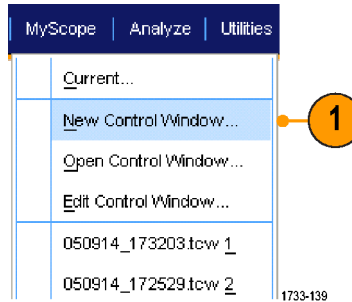 MyScope | Analyze | Utilities
Current...
New Control Window...
1
Open Control Window...
Edit Control Window...
050914_173203.tcw 1
050914_172529.tcw 2
1733-139